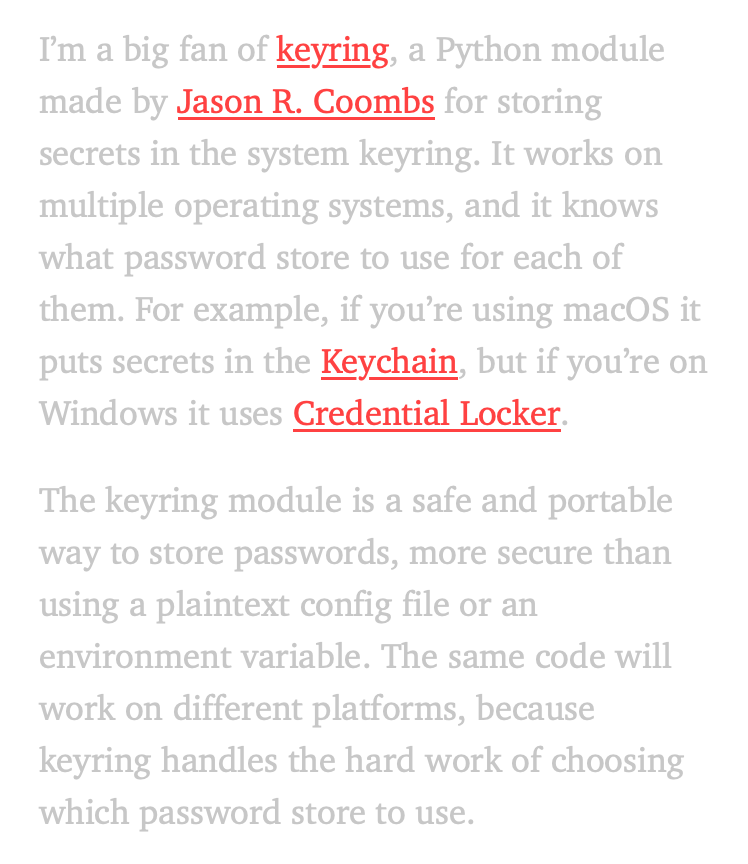 I’m a big fan of keyring, a Python module
made by Jason R. Coombs for storing
secrets in the system keyring. It works on
multiple operating systems, and it knows
what password store to use for each of
them. For example, if you’re using macOS it
puts secrets in the Keychain, but if you’re on
Windows it uses Credential Locker.
The keyring module is a safe and portable
way to store passwords, more secure than
using a plaintext config file or an
environment variable. The same code will
work on different platforms, because
keyring handles the hard work of choosing
which password store to use.